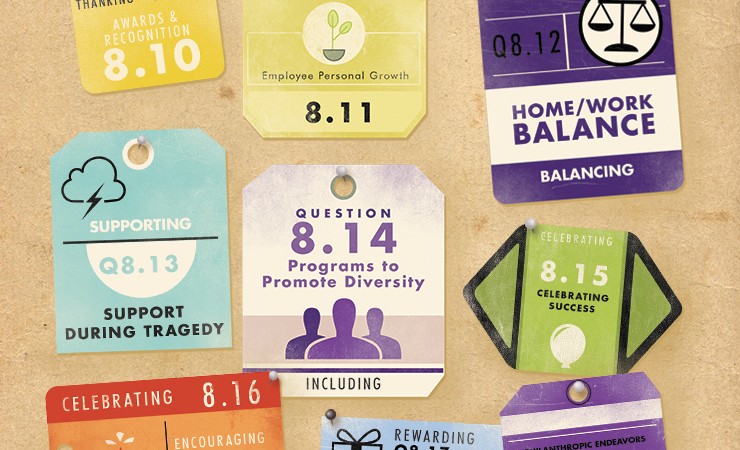 THANKING
AWARDS &
RECOGNITION
8.10
Employee Personal Growth
8.11
Q8.12
HOME/WORK
BALANCE
BALANCING
SUPPORTING
Q8.13
SUPPORT
DURING TRAGEDY
QUESTION
8.14
Programs to
Promote Diversity
INCLUDING
CELEBRATING
8.15
CELEBRATING
SUCCESS
CELEBRATING 8.16
ENCOURAGING
REWARDING
Q8.17
PHILANTHROPIC ENDEAVORS